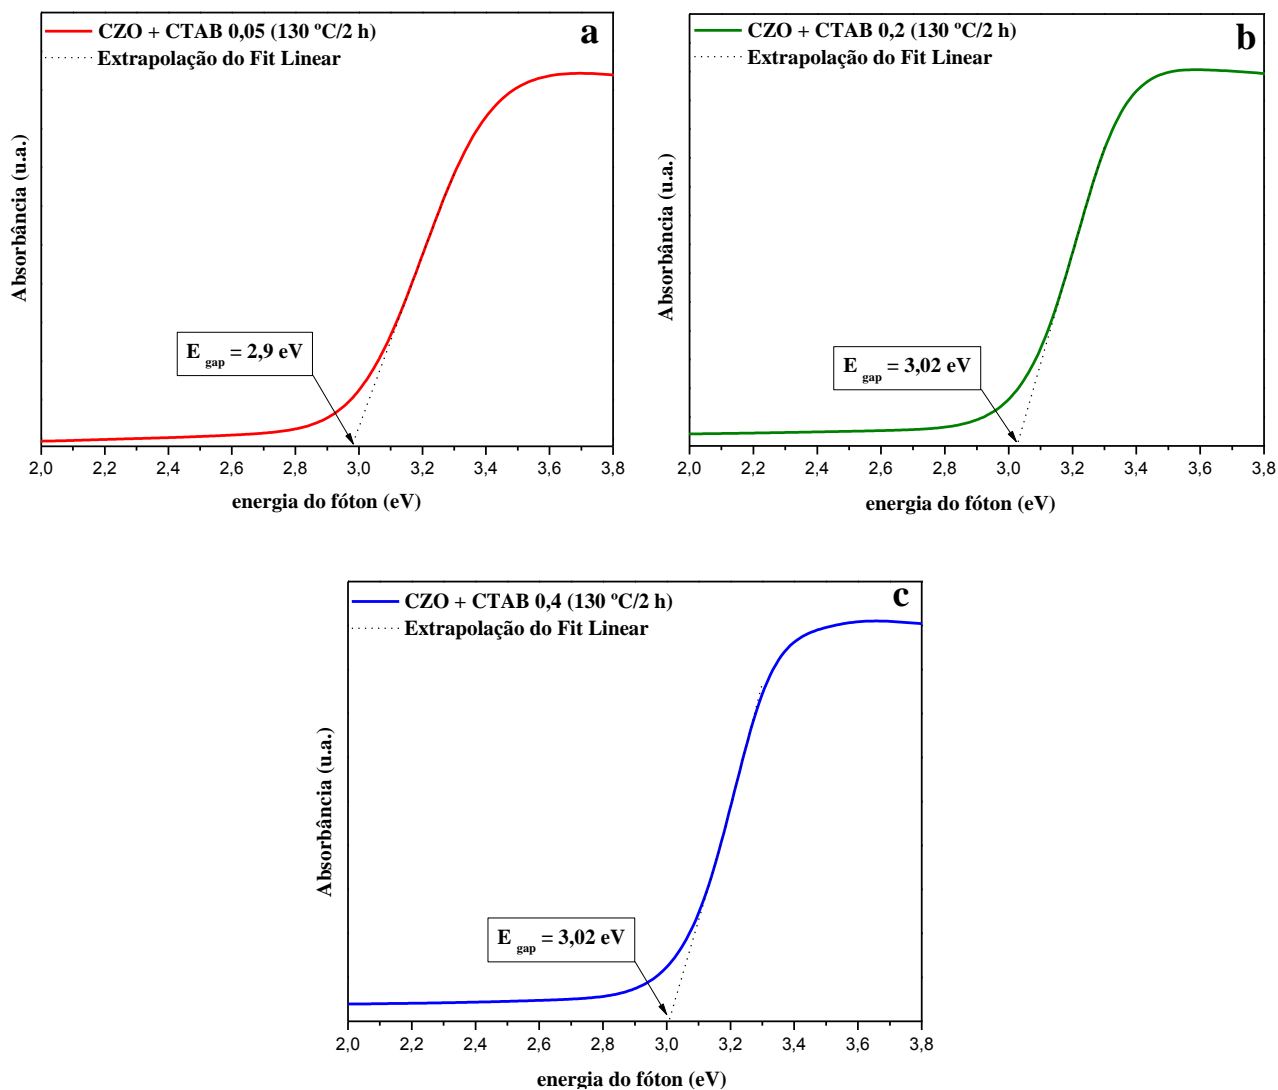 CZO + CTAB 0,05 (130 ºC/2 h)
Extrapolação do Fit Linear
a
Absorbância (u.a.)
E gap = 2,9 eV
2,0 2,2 2,4 2,6 2,8 3,0 3,2 3,4 3,6 3,8
energia do fóton (eV)
CZO + CTAB 0,2 (130 ºC/2 h)
Extrapolação do Fit Linear
b
Absorbância (u.a.)
E gap = 3,02 eV
2,0 2,2 2,4 2,6 2,8 3,0 3,2 3,4 3,6 3,8
energia do fóton (eV)
CZO + CTAB 0,4 (130 ºC/2 h)
Extrapolação do Fit Linear
c
Absorbância (u.a.)
E gap = 3,02 eV
2,0 2,2 2,4 2,6 2,8 3,0 3,2 3,4 3,6 3,8
energia do fóton (eV)